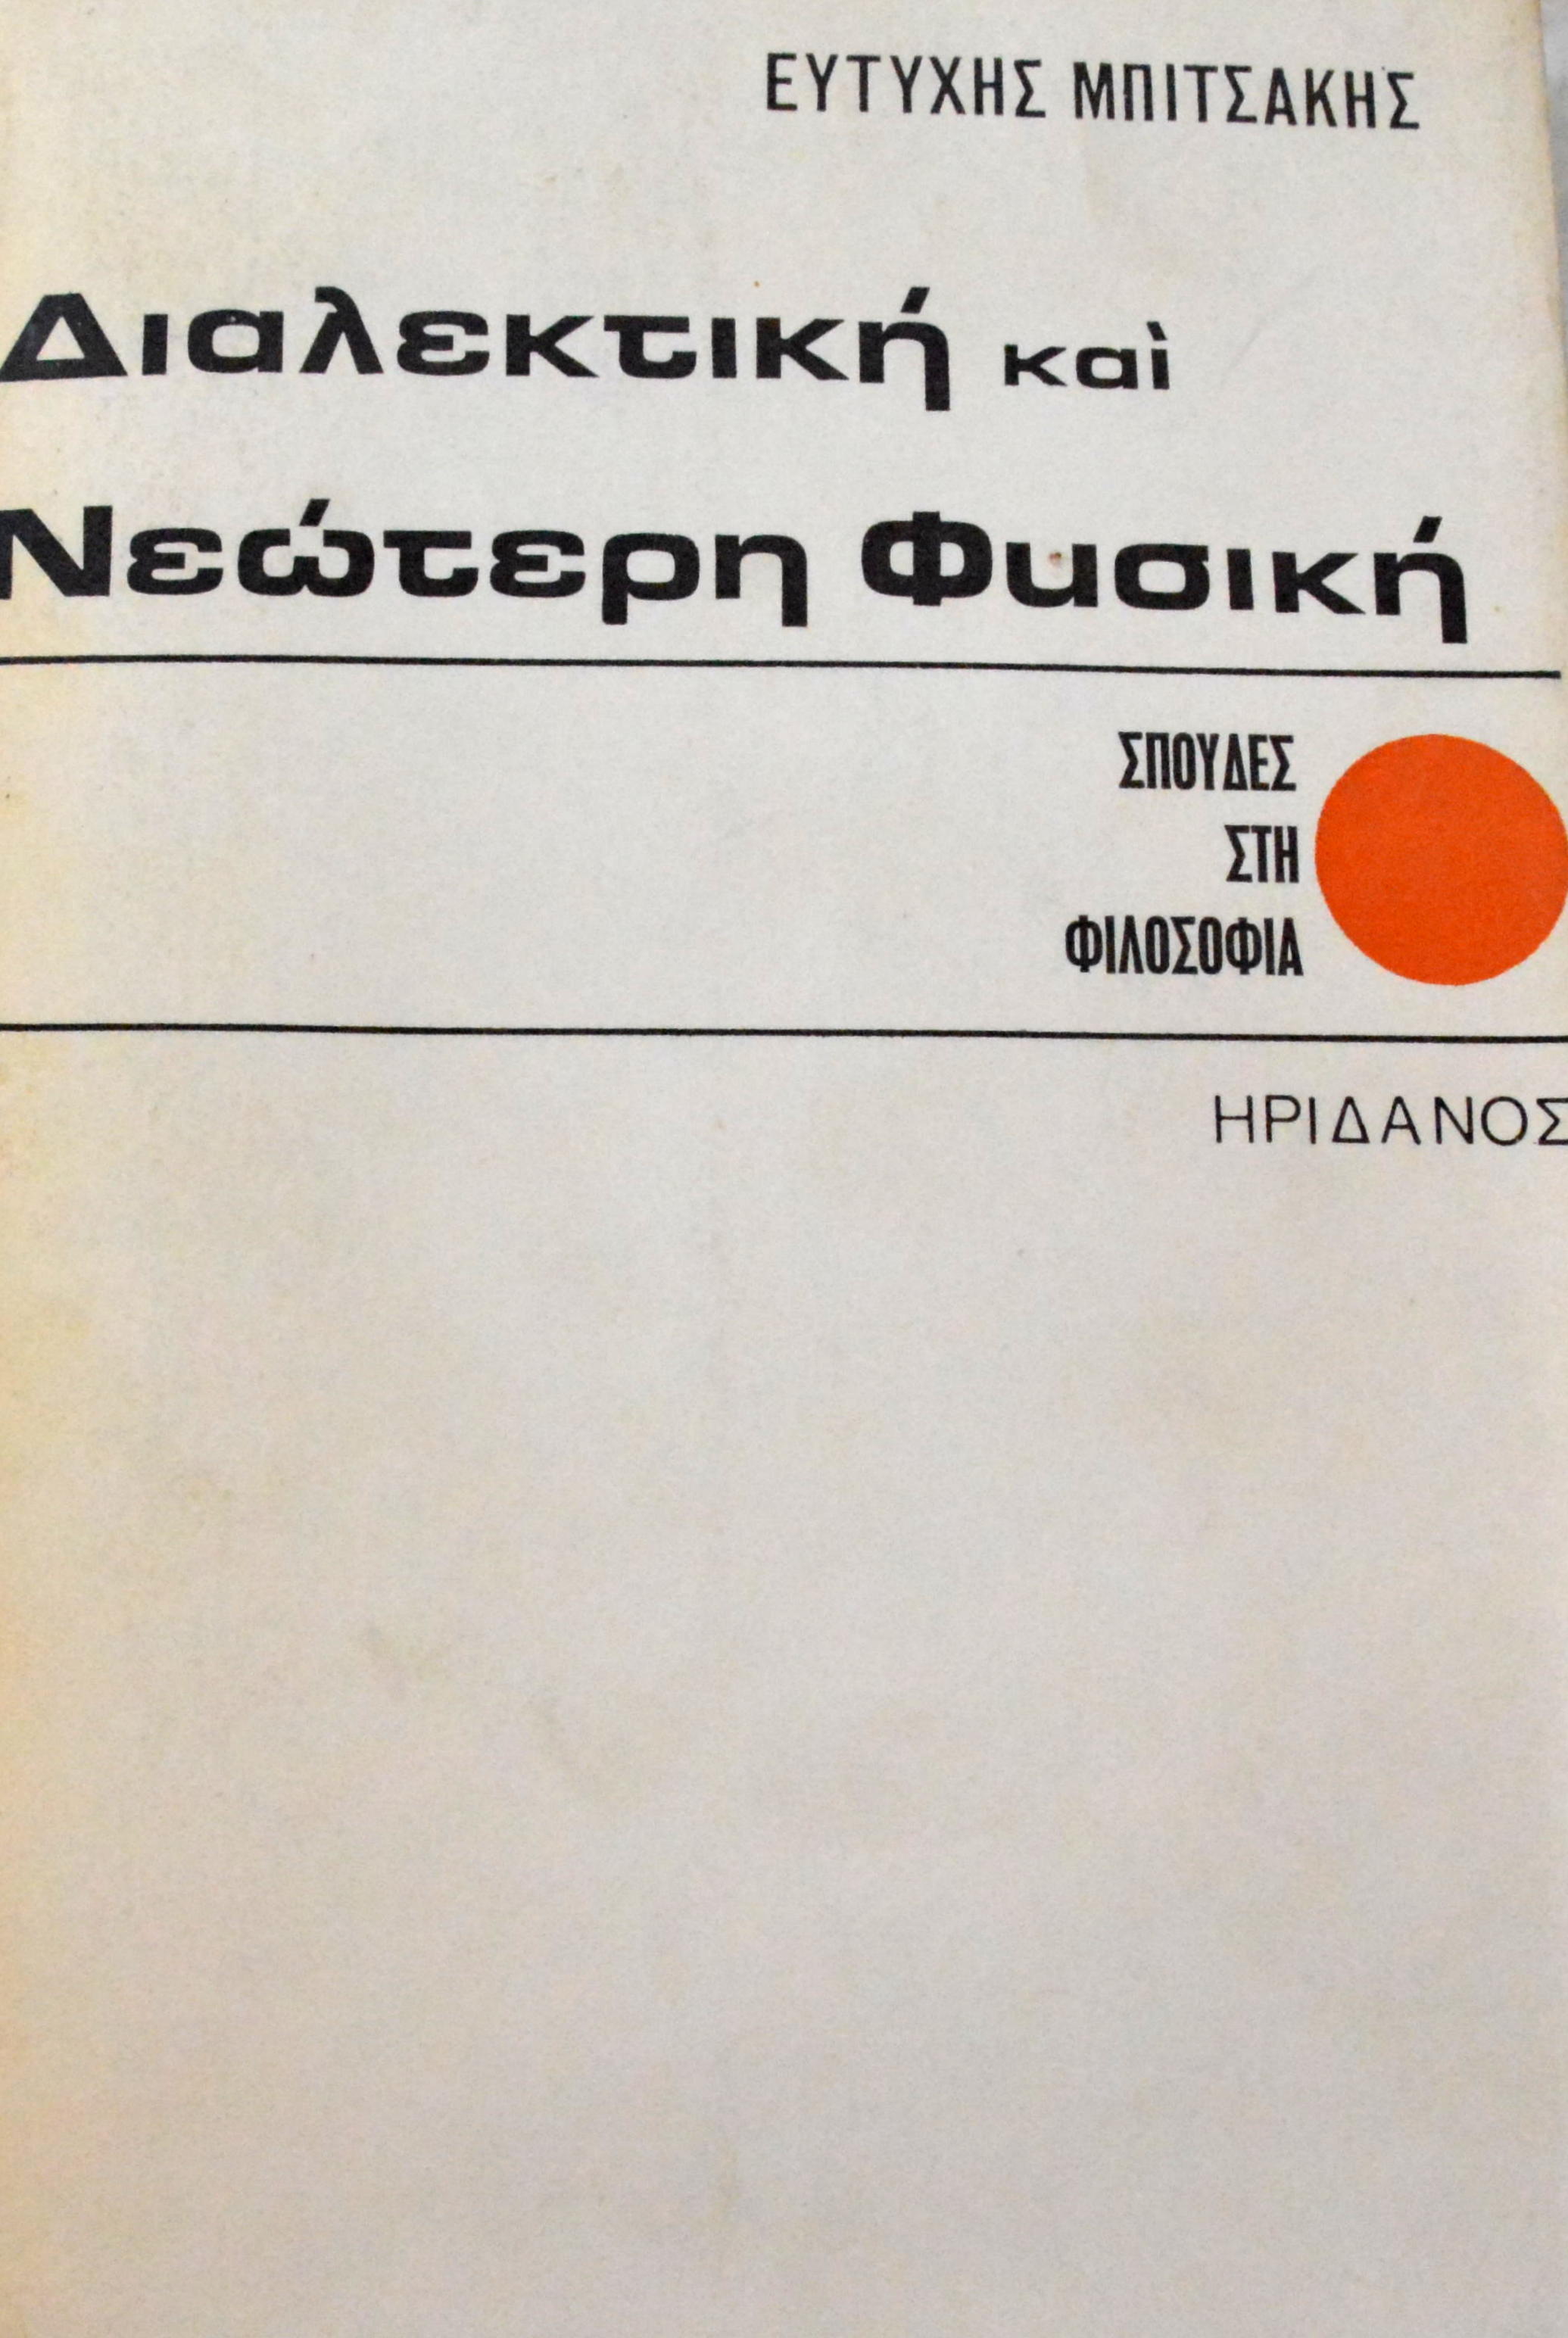 ΕΥΤΥΧΗΣ ΜΠΙΤΣΑΚΗΣ
Διαλεκτική καὶ
Νεώτερη Φυσική
ΣΠΟΥΔΕΣ
ΣΤΗ
ΦΙΛΟΣΟΦΙΑ
ΗΡΙΔΑΝΟΣ